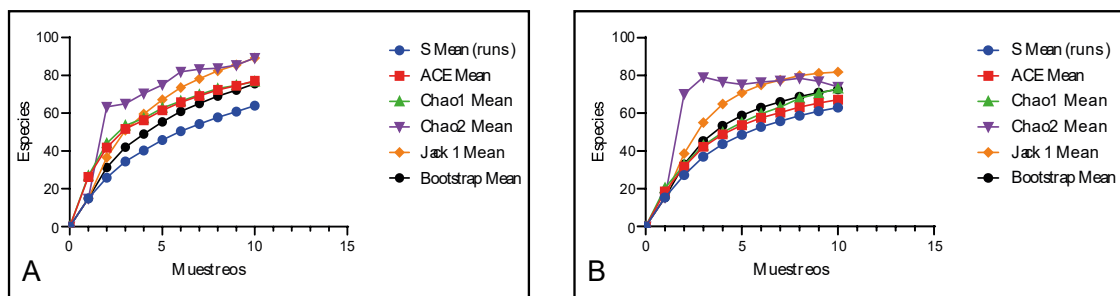 100
80
60
40
20
0
Especies
0
5
10
15
Muestreos
A
S Mean (runs)
ACE Mean
Chao1 Mean
Chao2 Mean
Jack 1 Mean
Bootstrap Mean
100
80
60
40
20
0
Especies
0
5
10
15
Muestreos
B
S Mean (runs)
ACE Mean
Chao1 Mean
Chao2 Mean
Jack 1 Mean
Bootstrap Mean